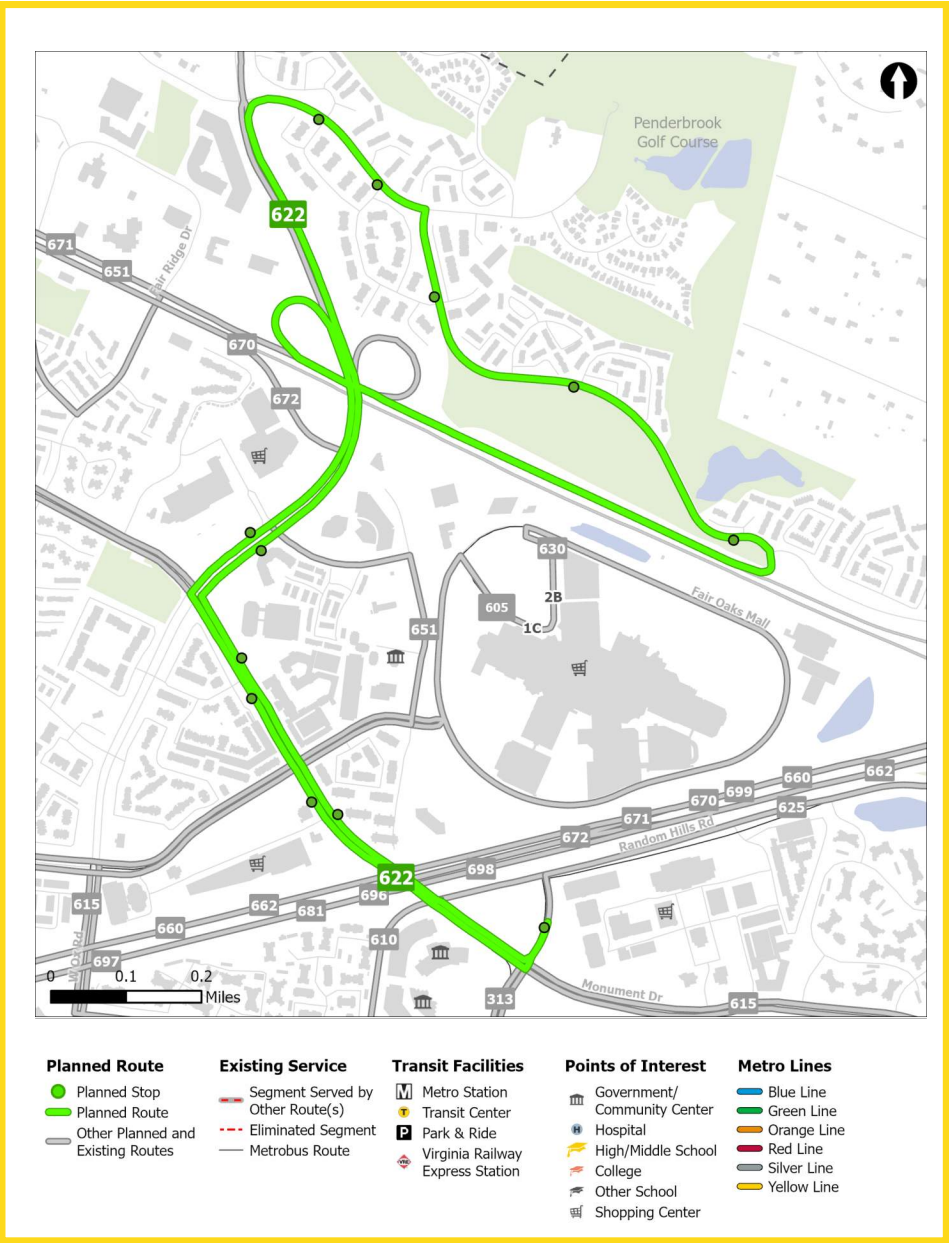 Penderbrook
Golf Course
622
671
651
Fair Ridge Dr
670
672
630
2B
605
1C
Fair Oaks Mall
651
660
662
699
670
625
671
672
Random Hills Rd
698
622
696
615
662
681
660
610
697
W Ox Rd
0
0.1
0.2
Miles
313
Monument Dr
615
Planned Route
Planned Stop
Planned Route
Other Planned and
Existing Routes
Existing Service
Segment Served by
Other Route(s)
Eliminated Segment
Metrobus Route
Transit Facilities
M
Metro Station
T
Transit Center
P
Park & Ride
VRE
Virginia Railway
Express Station
Points of Interest
Government/
Community Center
H
Hospital
High/Middle School
College
Other School
Shopping Center
Metro Lines
Blue Line
Green Line
Orange Line
Red Line
Silver Line
Yellow Line